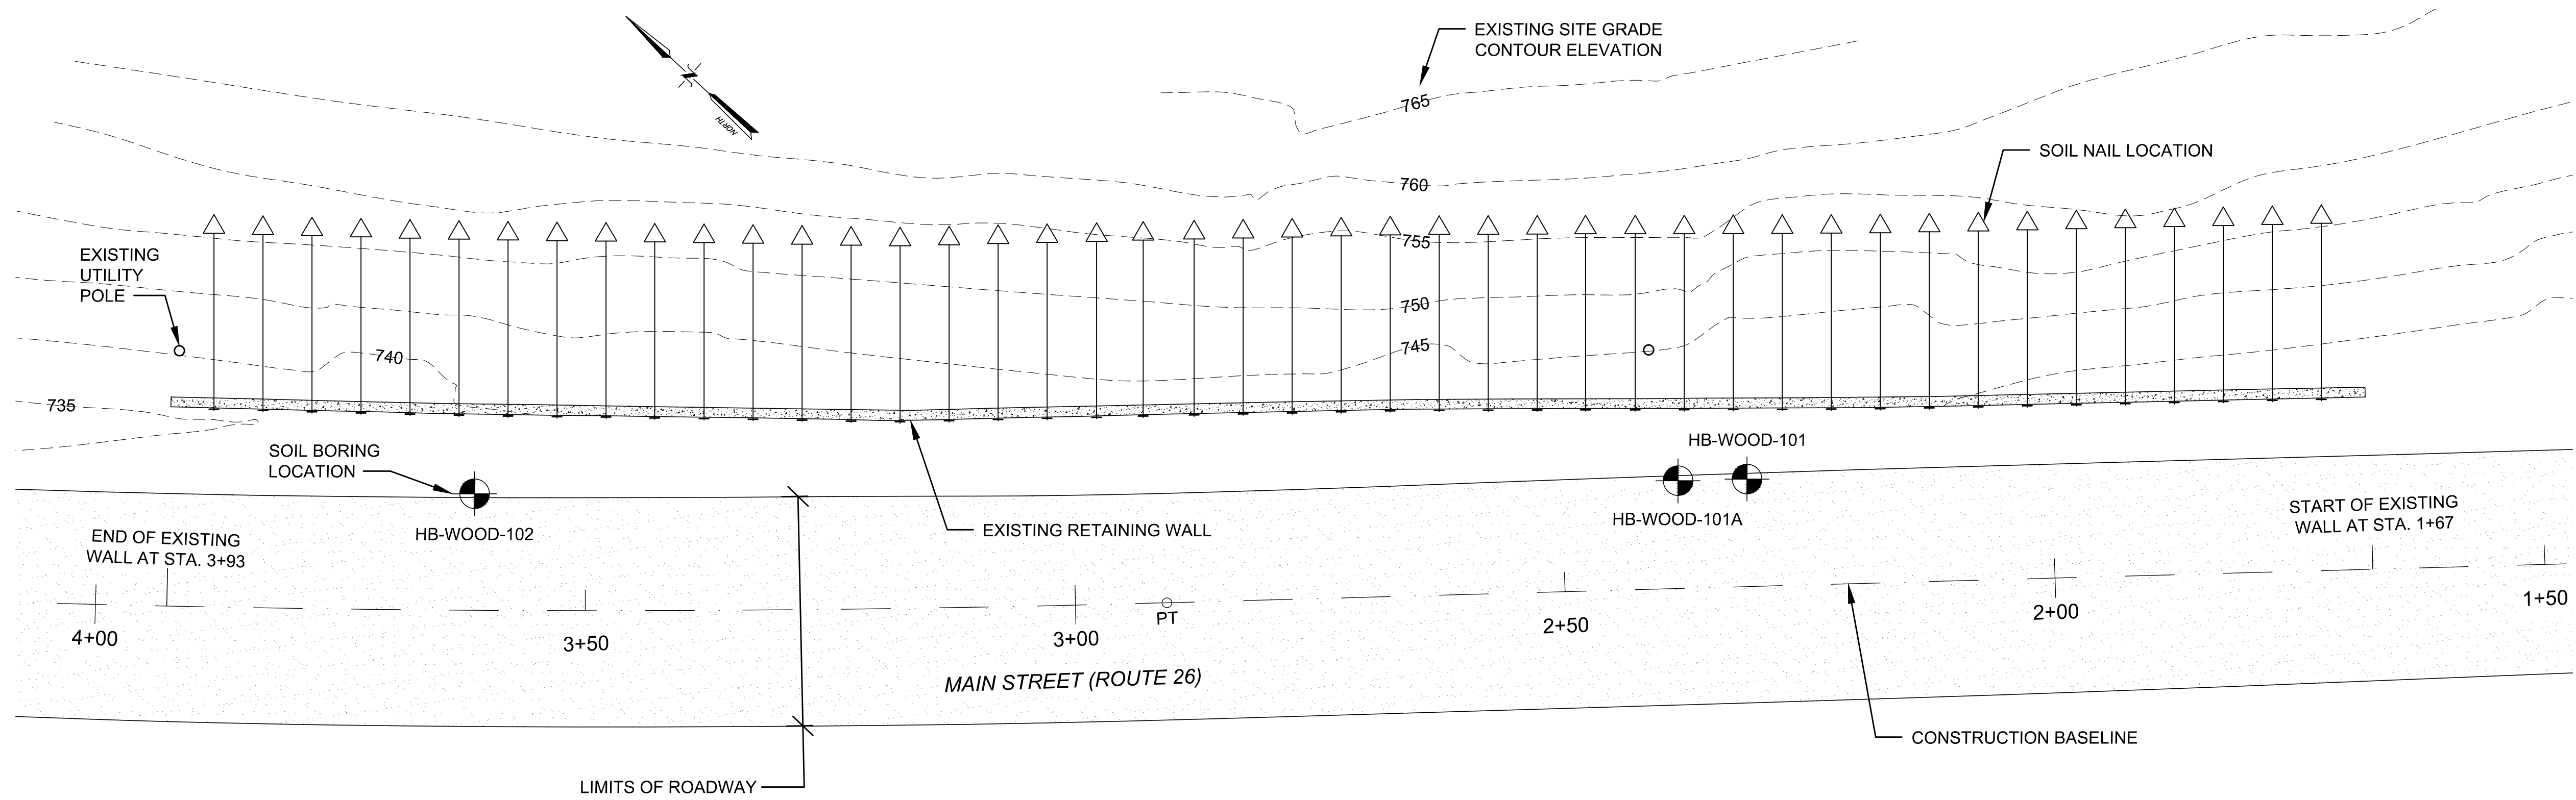 EXISTING SITE GRADE
CONTOUR ELEVATION
NORTH
765
SOIL NAIL LOCATION
760
755
EXISTING
UTILITY
POLE
750
745
740
735
HB-WOOD-101
SOIL BORING
LOCATION
START OF EXISTING
WALL AT STA. 1+67
HB-WOOD-101A
EXISTING RETAINING WALL
HB-WOOD-102
END OF EXISTING
WALL AT STA. 3+93
1+50
2+00
PT
2+50
3+00
4+00
3+50
MAIN STREET (ROUTE 26)
CONSTRUCTION BASELINE
LIMITS OF ROADWAY